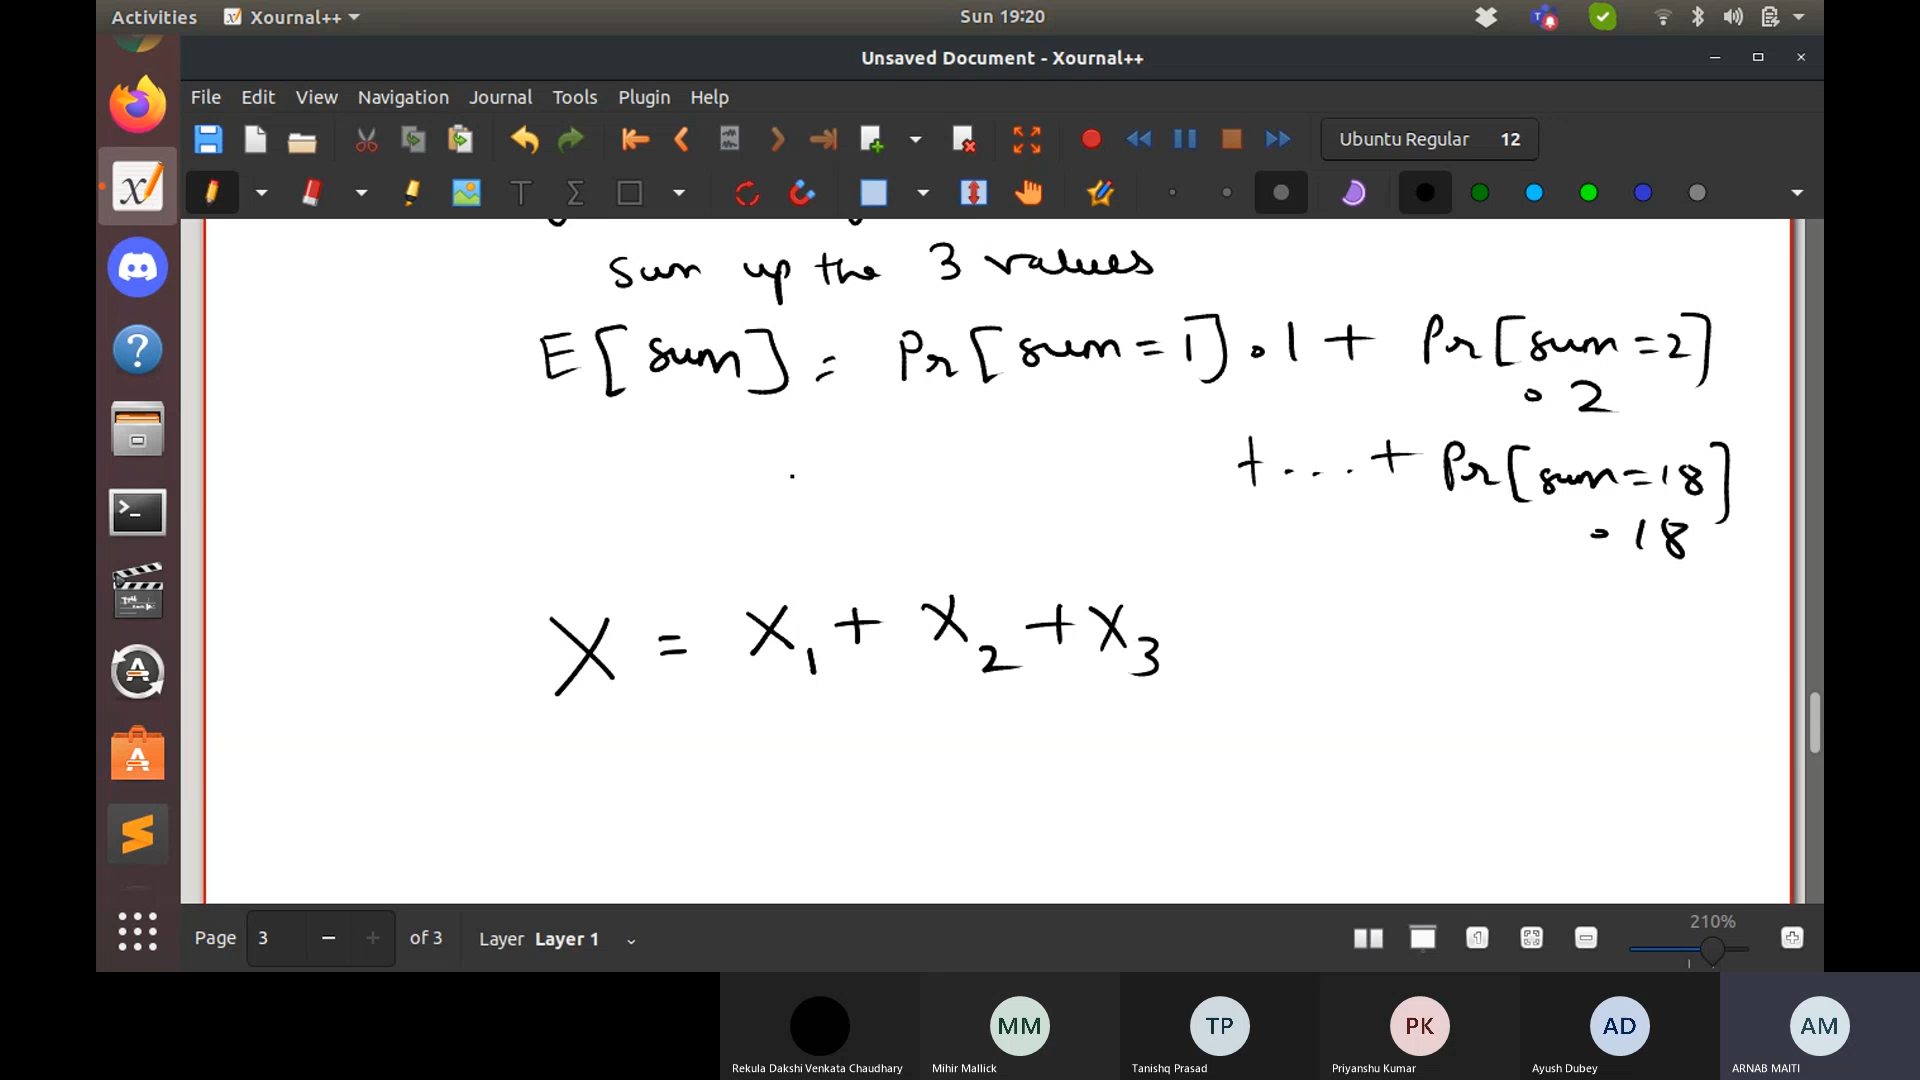 Activities Xournal++ Sun 19:20
Unsaved Document - Xournal++
File Edit View Navigation Journal Tools Plugin Help
Ubuntu Regular 12
sum up the 3 values
E[sum] = Pr[sum=1].1 + Pr[sum=2]
. 2
+ ... + Pr[sum=18]
. 18
X = X₁ + X₂ + X₃
Page 3 of 3 Layer Layer 1 210%
MM TP PK AD AM
Rekula Dakshi Venkata Chaudhary Mihir Mallick Tanishq Prasad Priyanshu Kumar Ayush Dubey ARNAB MAITI